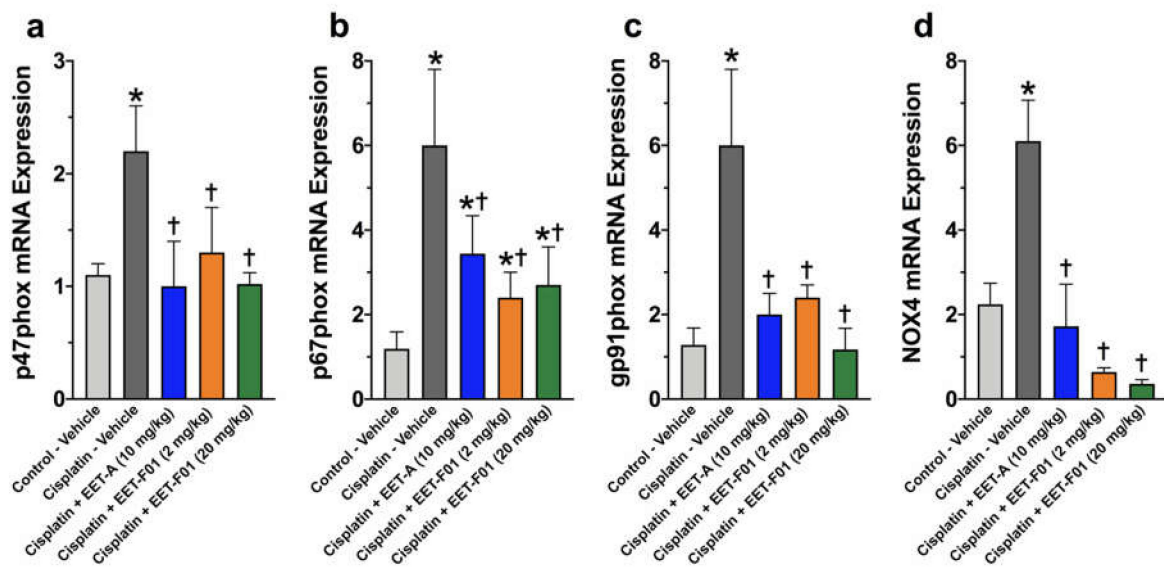 a
p47phox mRNA Expression
3
2
1
0
*
†
†
†
Control - Vehicle
Cisplatin - Vehicle
Cisplatin + EET-A (10 mg/kg)
Cisplatin + EET-F01 (2 mg/kg)
Cisplatin + EET-F01 (20 mg/kg)
b
p67phox mRNA Expression
8
6
4
2
0
*
*†
*†
*†
Control - Vehicle
Cisplatin - Vehicle
Cisplatin + EET-A (10 mg/kg)
Cisplatin + EET-F01 (2 mg/kg)
Cisplatin + EET-F01 (20 mg/kg)
c
gp91phox mRNA Expression
8
6
4
2
0
*
†
†
†
Control - Vehicle
Cisplatin - Vehicle
Cisplatin + EET-A (10 mg/kg)
Cisplatin + EET-F01 (2 mg/kg)
Cisplatin + EET-F01 (20 mg/kg)
d
NOX4 mRNA Expression
8
6
4
2
0
*
†
†
†
Control - Vehicle
Cisplatin - Vehicle
Cisplatin + EET-A (10 mg/kg)
Cisplatin + EET-F01 (2 mg/kg)
Cisplatin + EET-F01 (20 mg/kg)